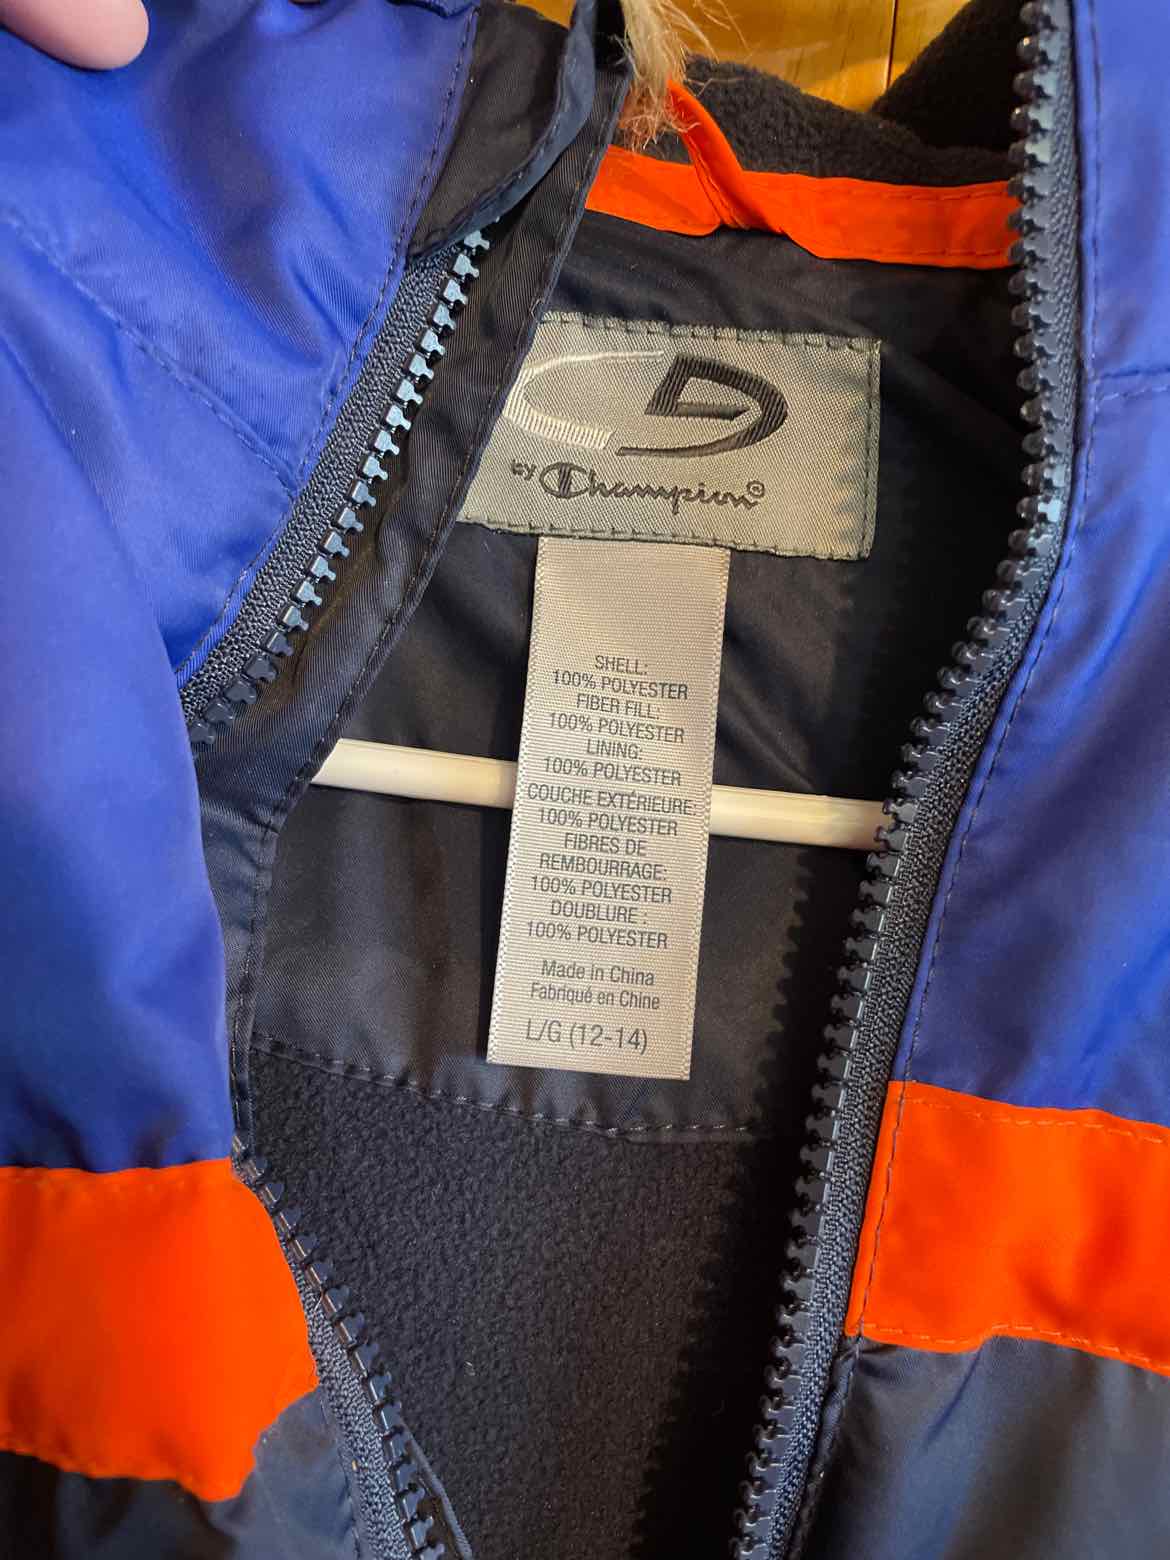 by Champion®
SHELL:
100% POLYESTER
FIBER FILL:
100% POLYESTER
LINING:
100% POLYESTER
COUCHE EXTÉRIEURE:
100% POLYESTER
FIBRES DE
REMBOURRAGE:
100% POLYESTER
DOUBLURE :
100% POLYESTER
Made in China
Fabriqué en Chine
L/G (12-14)